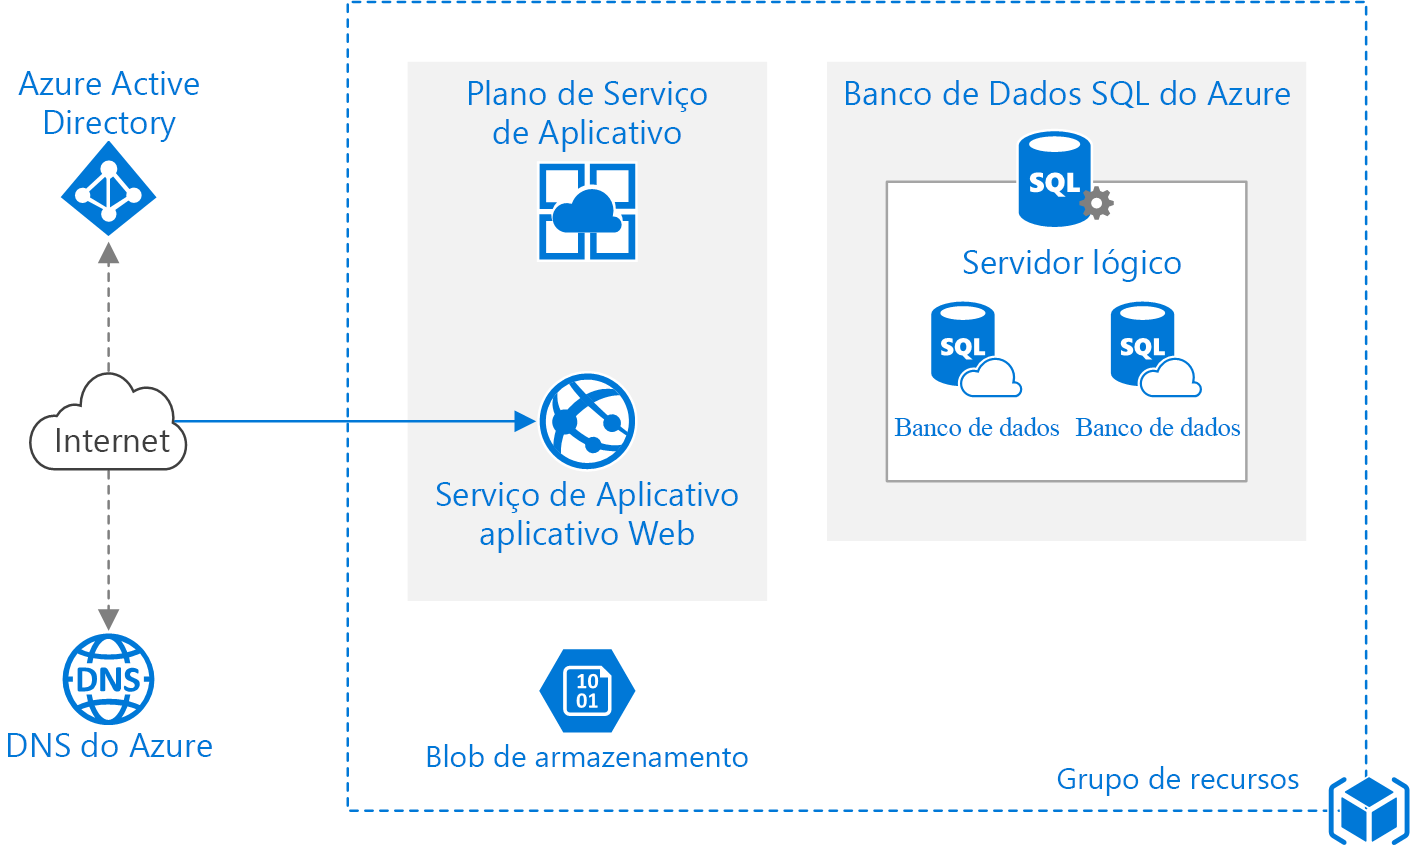 Azure Active
Directory
Internet
DNS
DNS do Azure
Plano de Serviço
de Aplicativo
Serviço de Aplicativo
aplicativo Web
10
01
Blob de armazenamento
Banco de Dados SQL do Azure
SQL
Servidor lógico
SQL
SQL
Banco de dados
Banco de dados
Grupo de recursos